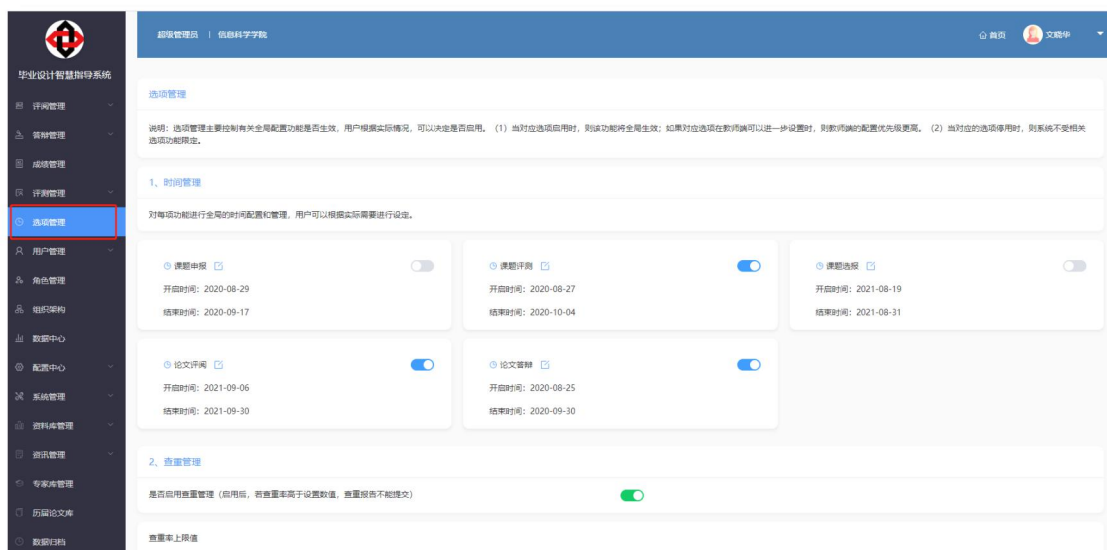 超级管理员 | 信息科学学院
首页
文晓华
毕业设计智慧指导系统
评阅管理
答辩管理
成绩管理
评测管理
选项管理
用户管理
角色管理
组织架构
数据中心
配置中心
系统管理
资料库管理
资讯管理
专家库管理
历届论文库
数据归档
选项管理
说明：选项管理主要控制有关全局配置功能是否生效，用户根据实际情况，可以决定是否启用。（1）当对应选项启用时，则该功能将全局生效；如果对应选项在教师端可以进一步设置时，则教师端的配置优先级更高。（2）当对应的选项停用时，则系统不受相关
选项功能限定。
1、时间管理
对每项功能进行全局的时间配置和管理，用户可以根据实际需要进行设定。
课题申报
开启时间：2020-08-29
结束时间：2020-09-17
课题评测
开启时间：2020-08-27
结束时间：2020-10-04
课题选报
开启时间：2021-08-19
结束时间：2021-08-31
论文评阅
开启时间：2021-09-06
结束时间：2021-09-30
论文答辩
开启时间：2020-08-25
结束时间：2020-09-30
2、查重管理
是否启用查重管理（启用后，若查重率高于设置数值，查重报告不能提交）
查重率上限值